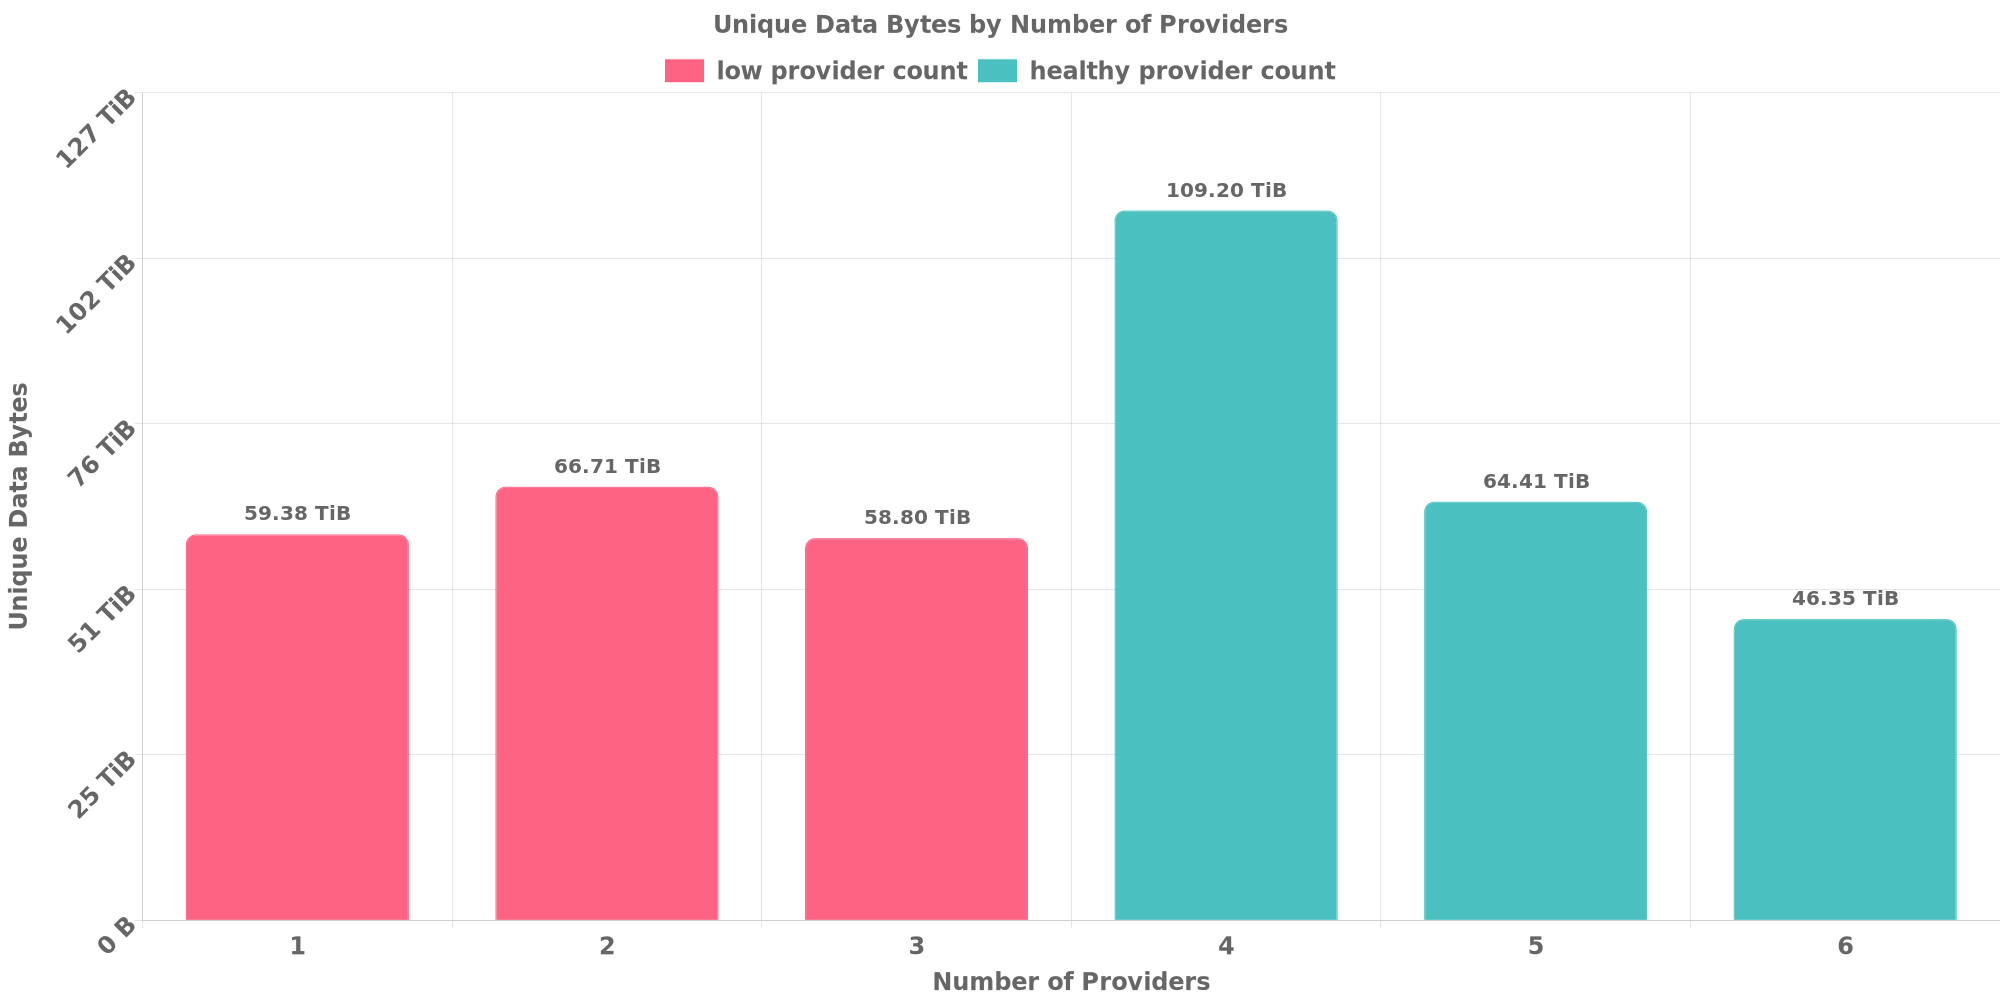 Unique Data Bytes by Number of Providers
low provider count healthy provider count
127 TiB
102 TiB
76 TiB
51 TiB
25 TiB
0 B
Unique Data Bytes
59.38 TiB
66.71 TiB
58.80 TiB
109.20 TiB
64.41 TiB
46.35 TiB
1 2 3 4 5 6
Number of Providers